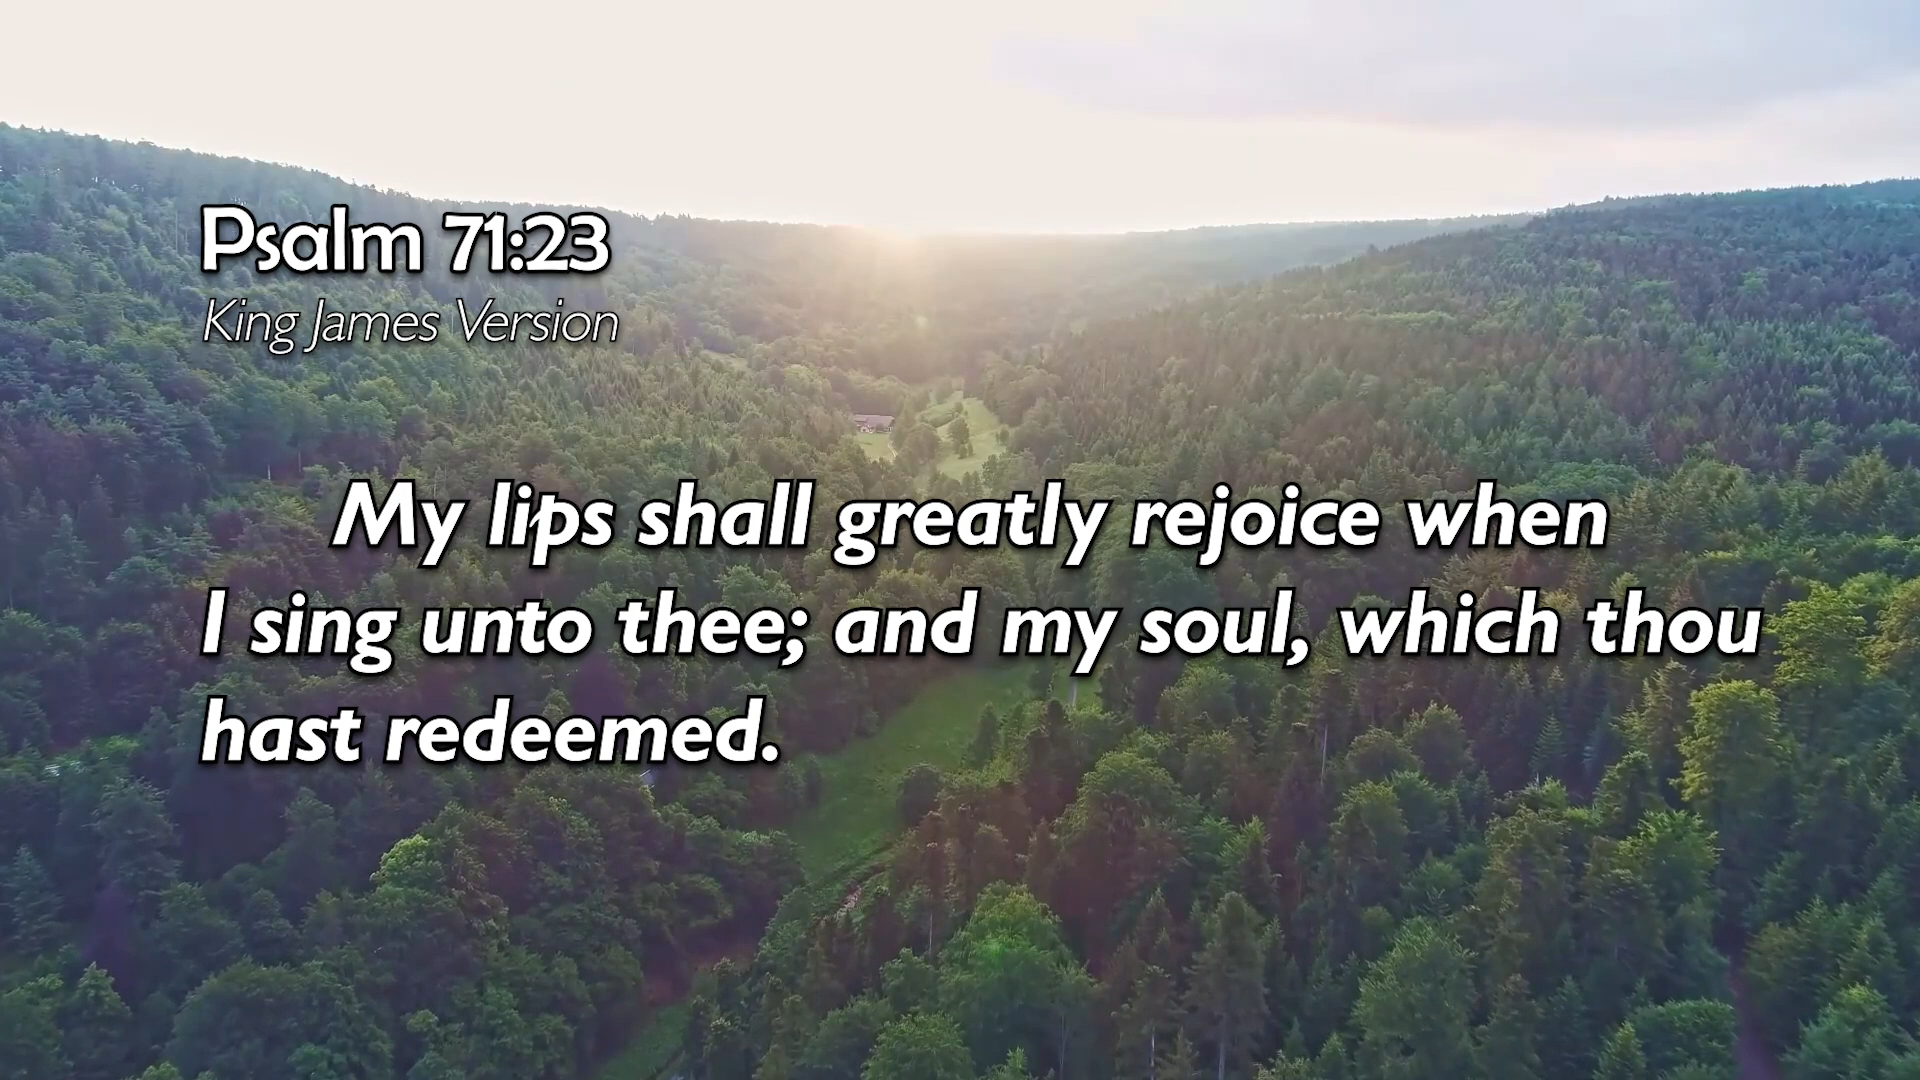 Psalm 71:23
King James Version
My lips shall greatly rejoice when
I sing unto thee; and my soul, which thou
hast redeemed.